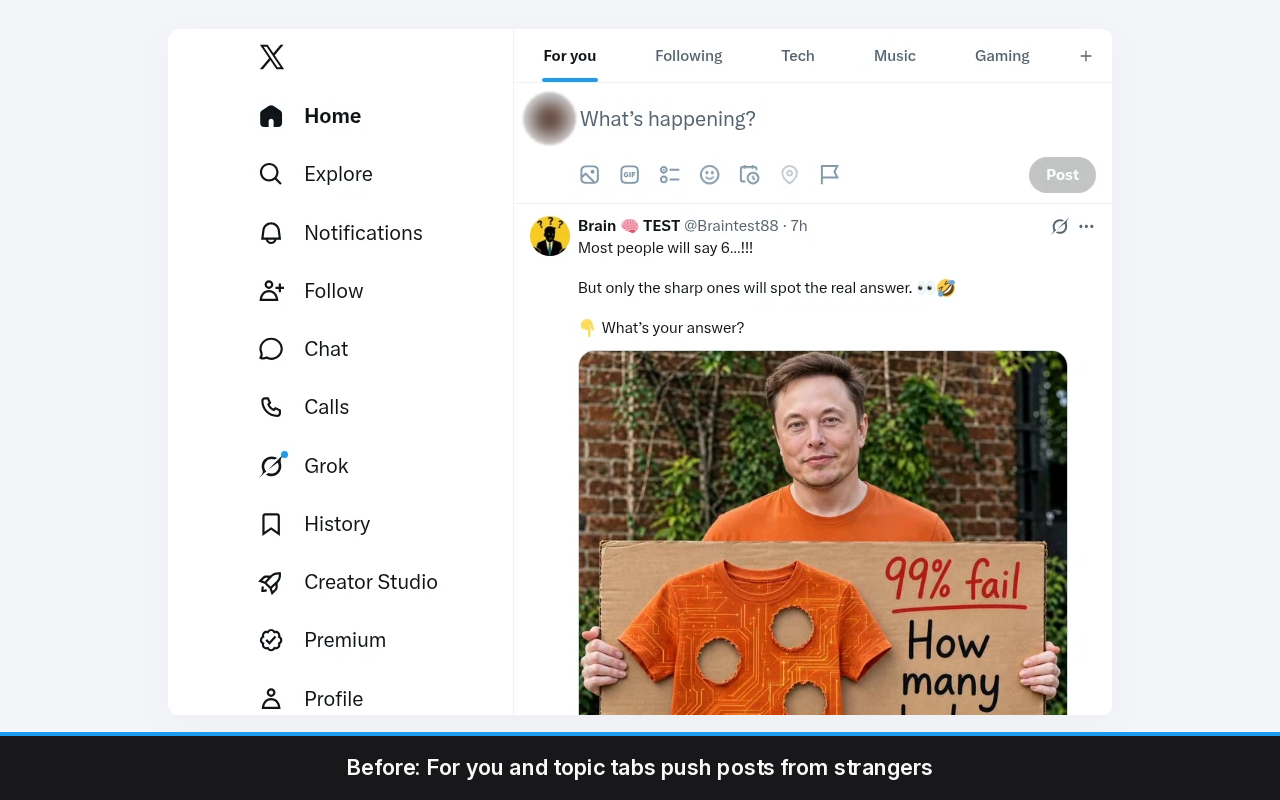 For you
Following
Tech
Music
Gaming
Home
Explore
Notifications
Follow
Chat
Calls
Grok
History
Creator Studio
Premium
Profile
What's happening?
GIF
Post
Brain 🧠 TEST @Braintest88 · 7h
Most people will say 6...!!!
But only the sharp ones will spot the real answer. 👀🤣
👇 What's your answer?
99% fail
How
many
Before: For you and topic tabs push posts from strangers